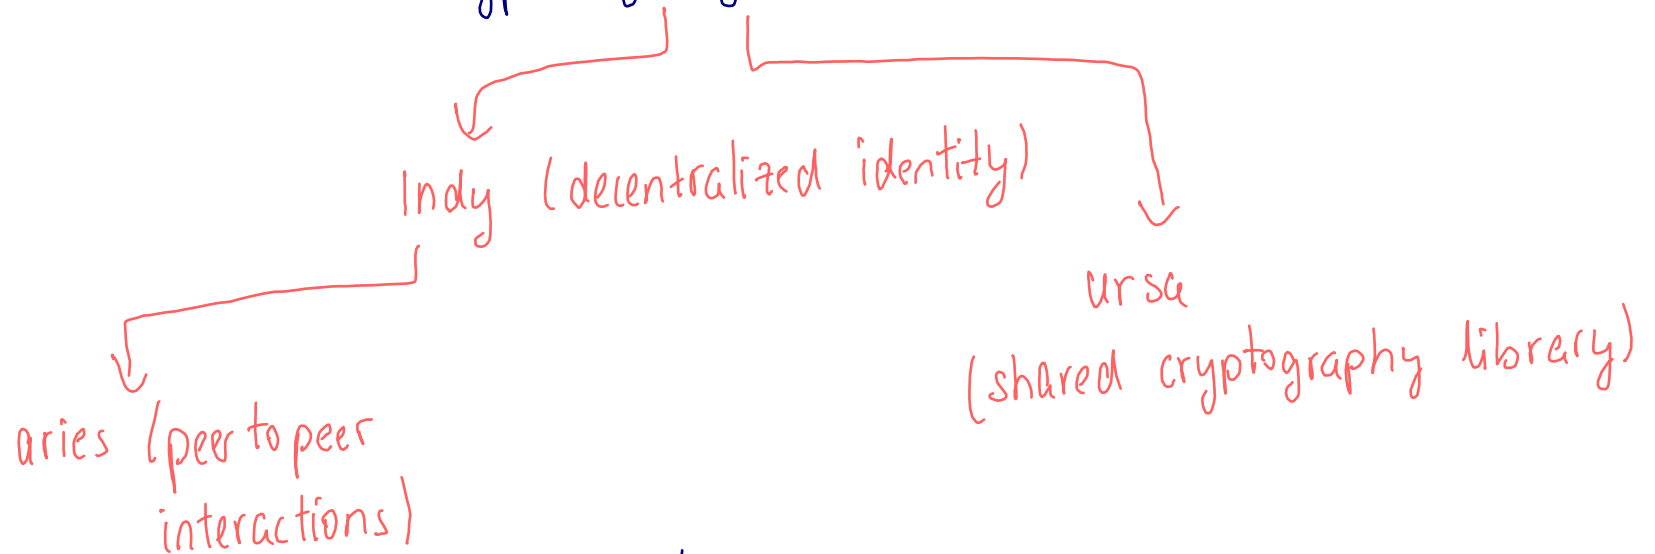 Indy (decentralized identity)
ursa
(shared cryptography library)
aries (peer to peer
interactions)